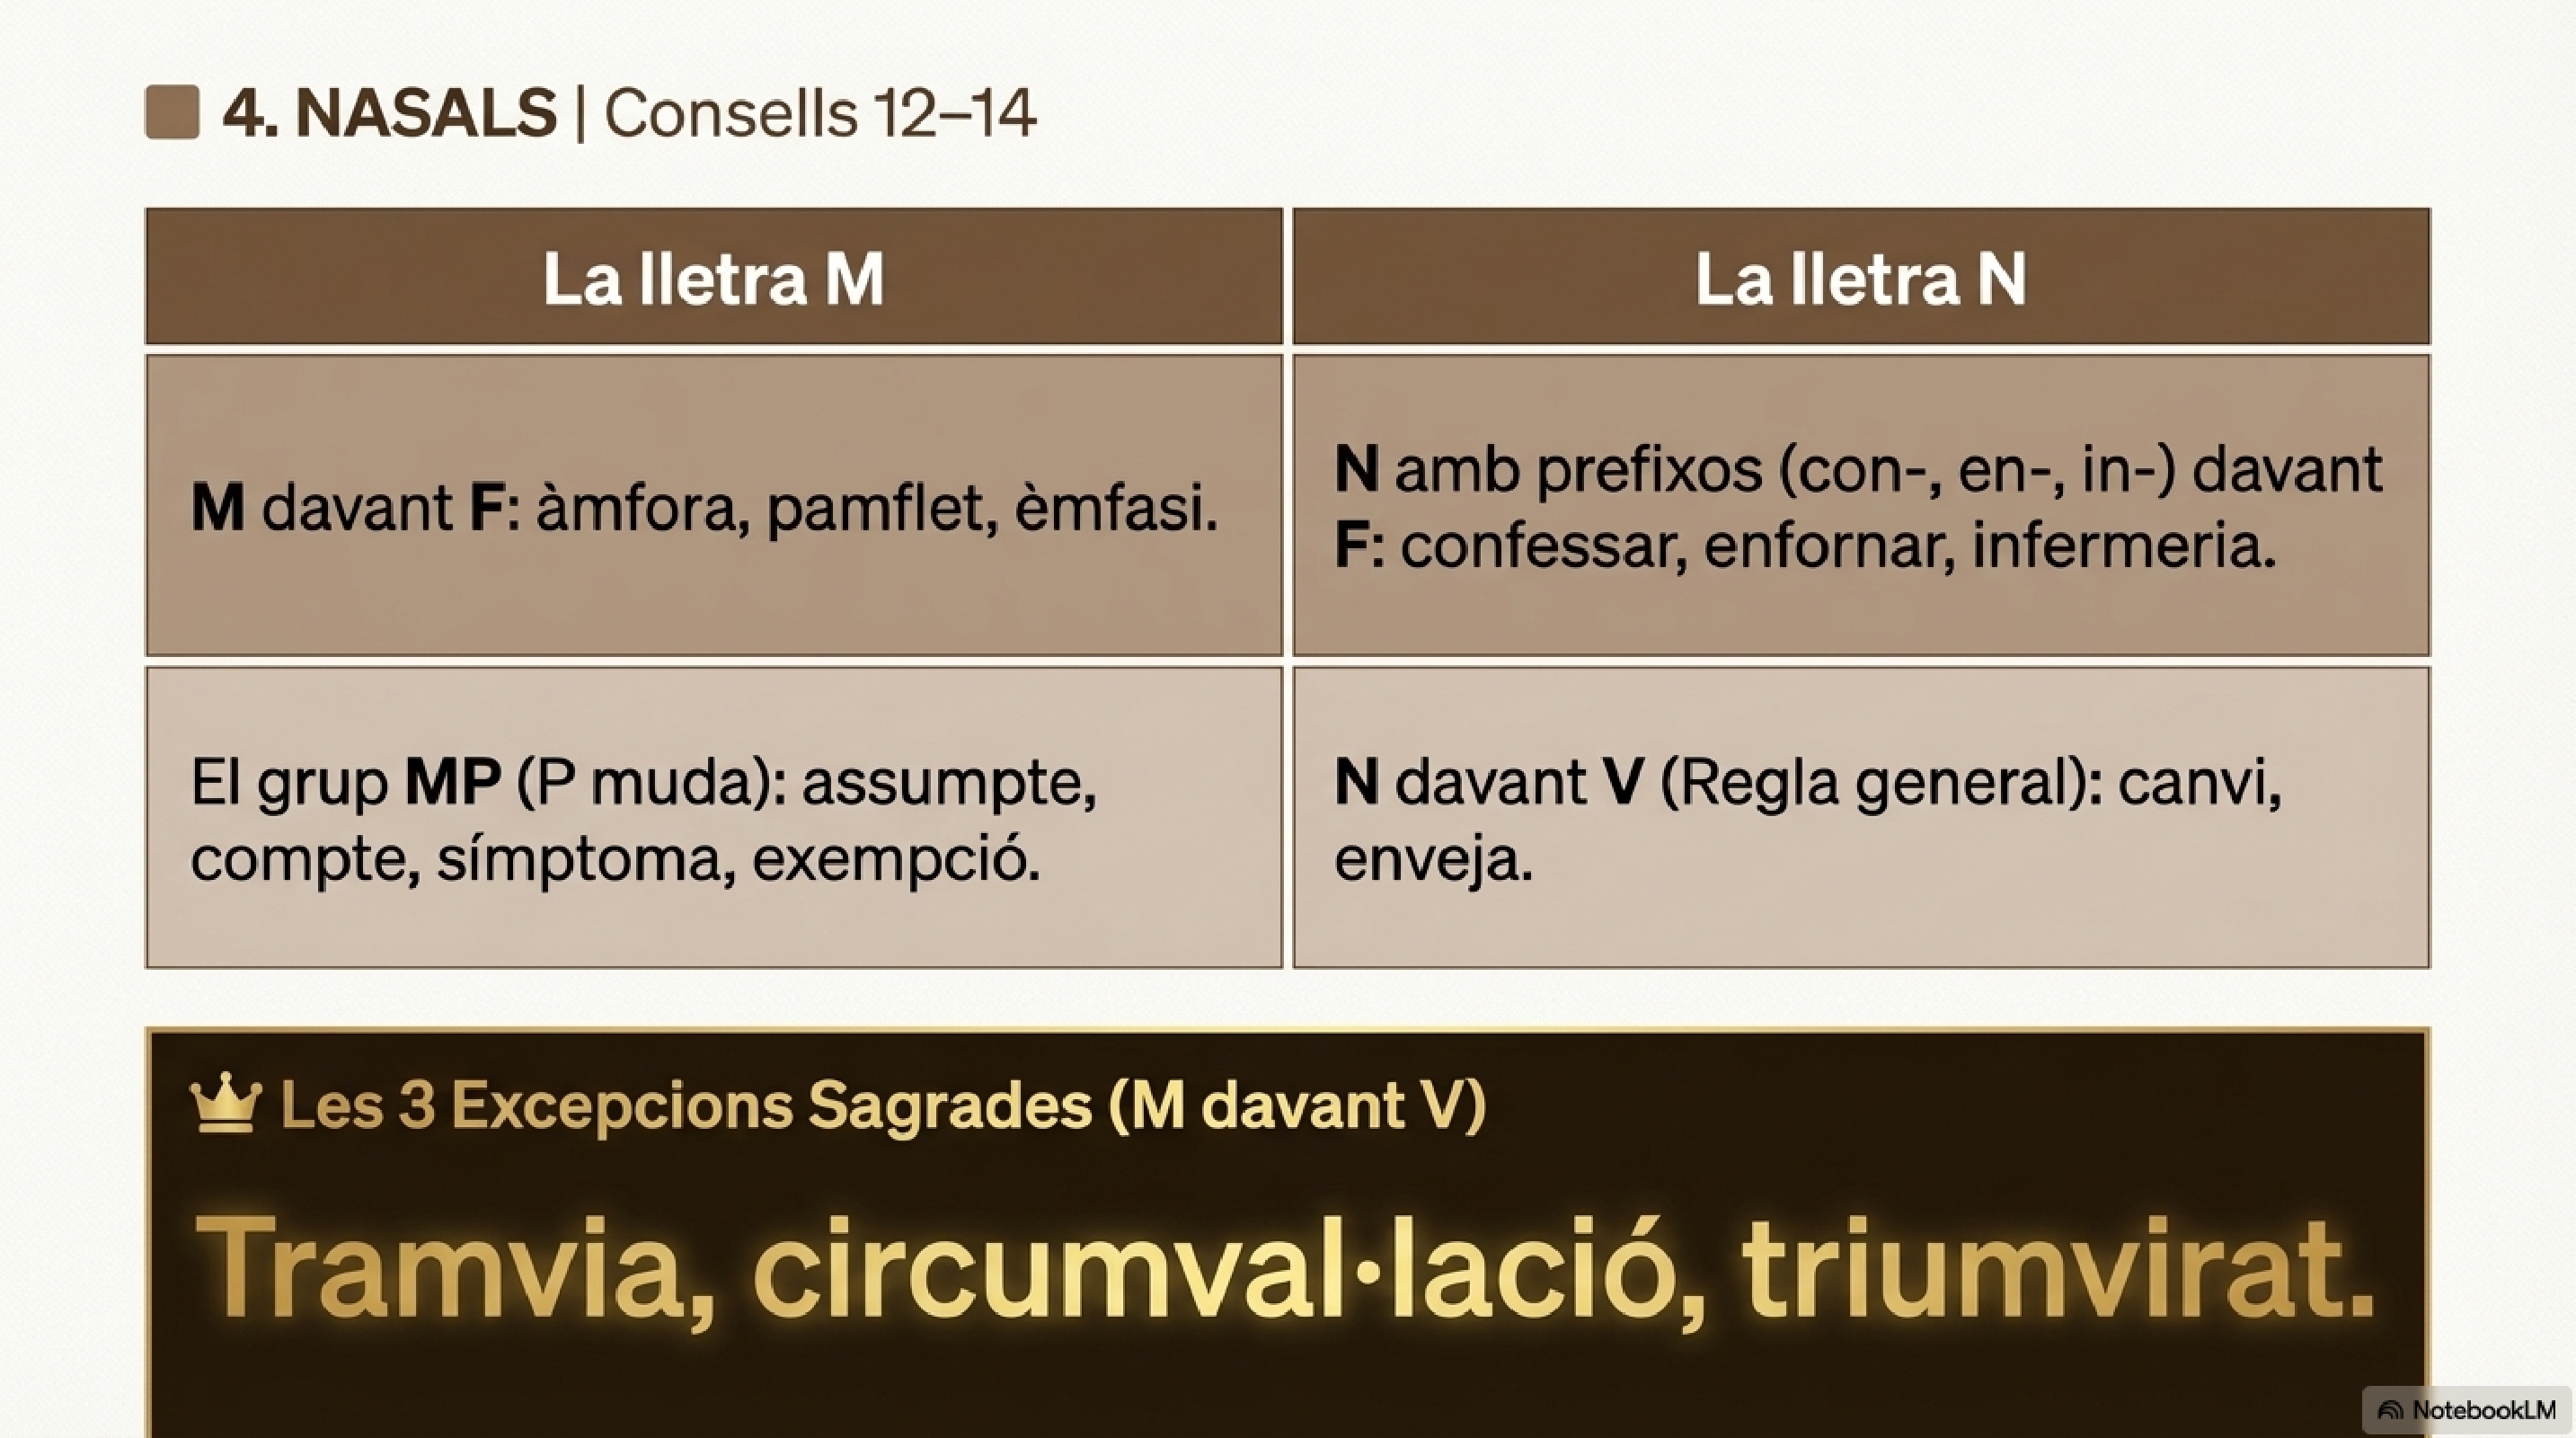 4. NASALS | Consells 12–14
La lletra M
La lletra N
M davant F: àmfora, pamflet, èmfasi.
N amb prefixos (con-, en-, in-) davant
F: confessar, enfornar, infermeria.
El grup MP (P muda): assumpte,
compte, símptoma, exempció.
N davant V (Regla general): canvi,
enveja.
Les 3 Excepcions Sagrades (M davant V)
Tramvia, circumval·lació, triumvirat.
NotebookLM